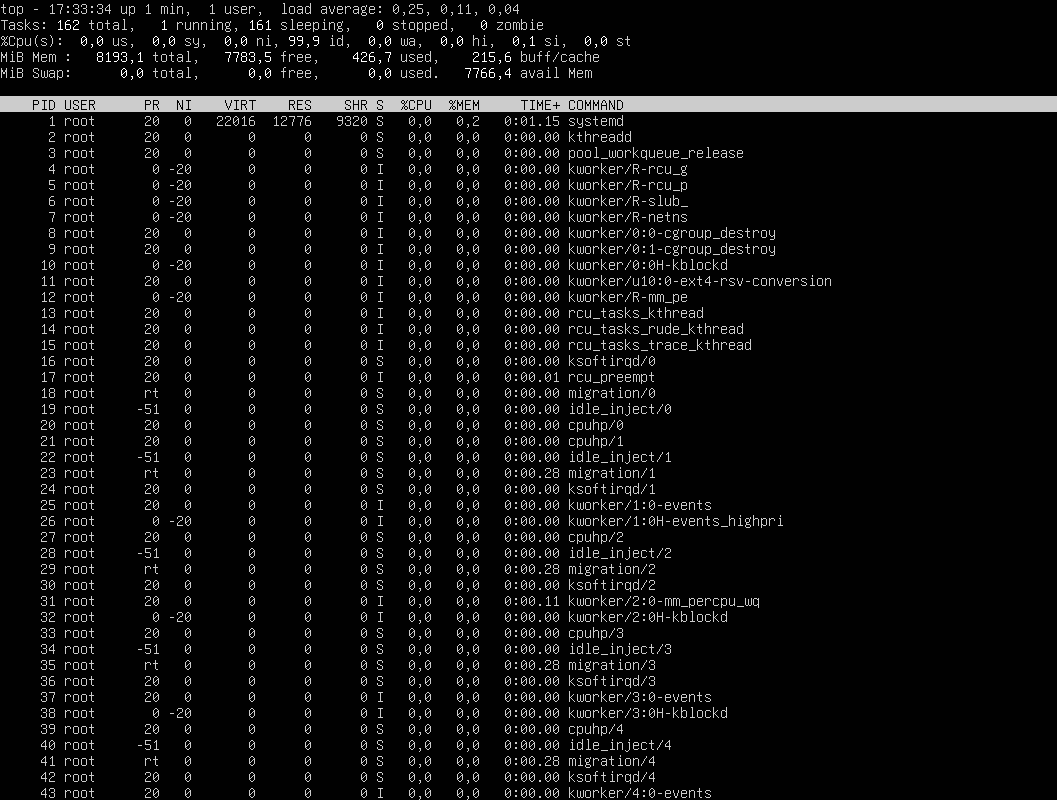 top - 17:33:34 up 1 min,  1 user,  load average: 0,25, 0,11, 0,04
Tasks: 162 total,   1 running, 161 sleeping,   0 stopped,   0 zombie
%Cpu(s):  0,0 us,  0,0 sy,  0,0 ni, 99,9 id,  0,0 wa,  0,0 hi,  0,1 si,  0,0 st
MiB Mem :   8193,1 total,   7783,5 free,    426,7 used,    215,6 buff/cache
MiB Swap:      0,0 total,      0,0 free,      0,0 used.   7766,4 avail Mem
PID USER      PR  NI    VIRT    RES    SHR S  %CPU  %MEM     TIME+ COMMAND
1 root      20   0   22016  12776   9320 S   0,0   0,2   0:01.15 systemd
2 root      20   0       0      0      0 S   0,0   0,0   0:00.00 kthreadd
3 root      20   0       0      0      0 S   0,0   0,0   0:00.00 pool_workqueue_release
4 root       0 -20       0      0      0 I   0,0   0,0   0:00.00 kworker/R-rcu_g
5 root       0 -20       0      0      0 I   0,0   0,0   0:00.00 kworker/R-rcu_p
6 root       0 -20       0      0      0 I   0,0   0,0   0:00.00 kworker/R-slub_
7 root       0 -20       0      0      0 I   0,0   0,0   0:00.00 kworker/R-netns
8 root      20   0       0      0      0 I   0,0   0,0   0:00.00 kworker/0:0-cgroup_destroy
9 root      20   0       0      0      0 I   0,0   0,0   0:00.00 kworker/0:1-cgroup_destroy
10 root       0 -20       0      0      0 I   0,0   0,0   0:00.00 kworker/0:0H-kblockd
11 root      20   0       0      0      0 I   0,0   0,0   0:00.00 kworker/u10:0-ext4-rsv-conversion
12 root       0 -20       0      0      0 I   0,0   0,0   0:00.00 kworker/R-mm_pe
13 root      20   0       0      0      0 I   0,0   0,0   0:00.00 rcu_tasks_kthread
14 root      20   0       0      0      0 I   0,0   0,0   0:00.00 rcu_tasks_rude_kthread
15 root      20   0       0      0      0 I   0,0   0,0   0:00.00 rcu_tasks_trace_kthread
16 root      20   0       0      0      0 S   0,0   0,0   0:00.00 ksoftirqd/0
17 root      20   0       0      0      0 I   0,0   0,0   0:00.01 rcu_preempt
18 root      rt   0       0      0      0 S   0,0   0,0   0:00.00 migration/0
19 root     -51   0       0      0      0 S   0,0   0,0   0:00.00 idle_inject/0
20 root      20   0       0      0      0 S   0,0   0,0   0:00.00 cpuhp/0
21 root      20   0       0      0      0 S   0,0   0,0   0:00.00 cpuhp/1
22 root     -51   0       0      0      0 S   0,0   0,0   0:00.00 idle_inject/1
23 root      rt   0       0      0      0 S   0,0   0,0   0:00.28 migration/1
24 root      20   0       0      0      0 S   0,0   0,0   0:00.00 ksoftirqd/1
25 root      20   0       0      0      0 I   0,0   0,0   0:00.00 kworker/1:0-events
26 root       0 -20       0      0      0 I   0,0   0,0   0:00.00 kworker/1:0H-events_highpri
27 root      20   0       0      0      0 S   0,0   0,0   0:00.00 cpuhp/2
28 root     -51   0       0      0      0 S   0,0   0,0   0:00.00 idle_inject/2
29 root      rt   0       0      0      0 S   0,0   0,0   0:00.28 migration/2
30 root      20   0       0      0      0 S   0,0   0,0   0:00.00 ksoftirqd/2
31 root      20   0       0      0      0 I   0,0   0,0   0:00.11 kworker/2:0-mm_percpu_wq
32 root       0 -20       0      0      0 I   0,0   0,0   0:00.00 kworker/2:0H-kblockd
33 root      20   0       0      0      0 S   0,0   0,0   0:00.00 cpuhp/3
34 root     -51   0       0      0      0 S   0,0   0,0   0:00.00 idle_inject/3
35 root      rt   0       0      0      0 S   0,0   0,0   0:00.28 migration/3
36 root      20   0       0      0      0 S   0,0   0,0   0:00.00 ksoftirqd/3
37 root      20   0       0      0      0 I   0,0   0,0   0:00.00 kworker/3:0-events
38 root       0 -20       0      0      0 I   0,0   0,0   0:00.00 kworker/3:0H-kblockd
39 root      20   0       0      0      0 S   0,0   0,0   0:00.00 cpuhp/4
40 root     -51   0       0      0      0 S   0,0   0,0   0:00.00 idle_inject/4
41 root      rt   0       0      0      0 S   0,0   0,0   0:00.28 migration/4
42 root      20   0       0      0      0 S   0,0   0,0   0:00.00 ksoftirqd/4
43 root      20   0       0      0      0 I   0,0   0,0   0:00.00 kworker/4:0-events